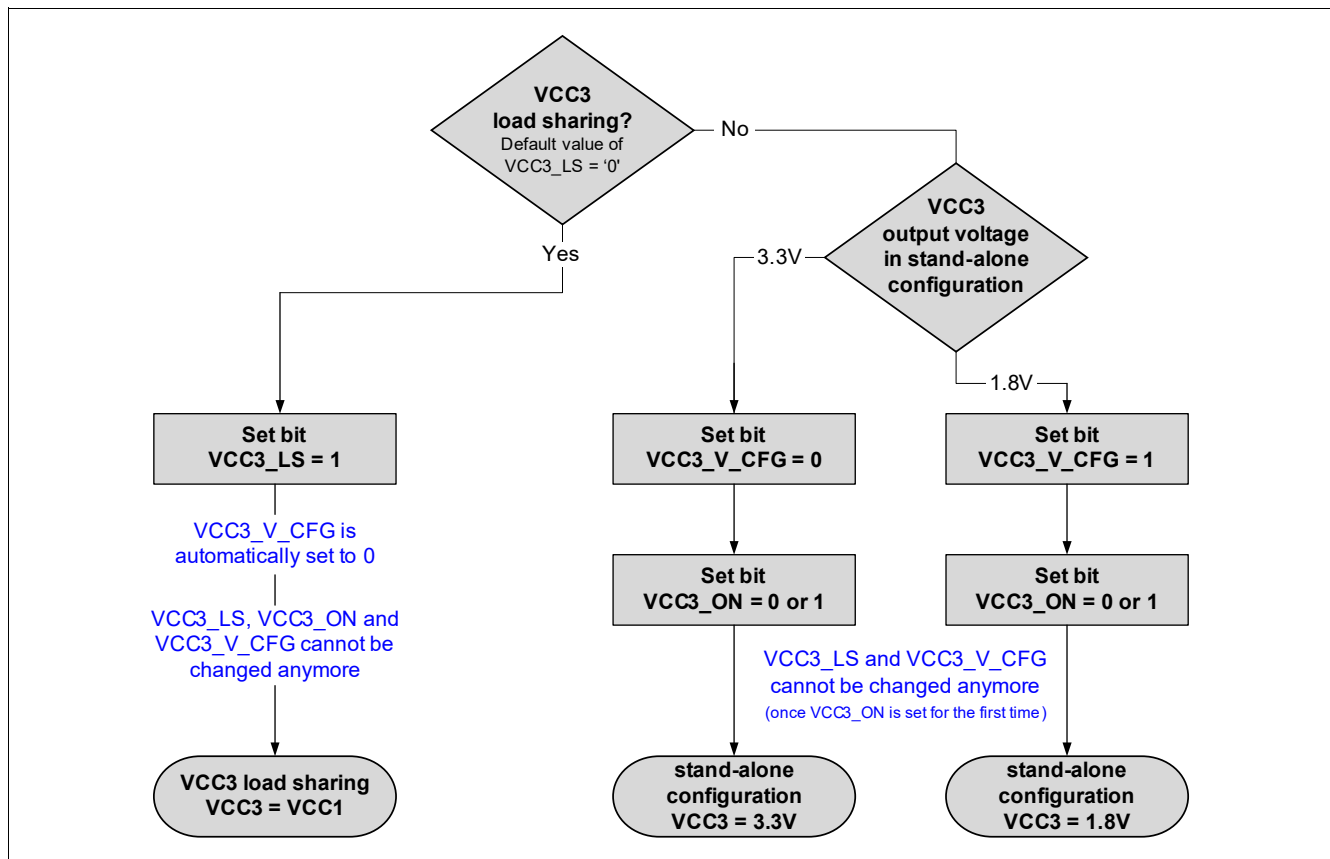 VCC3
load sharing?
Default value of
VCC3_LS = ‘0'
No
Yes
VCC3
output voltage
in stand-alone
configuration
3.3V
1.8V
Set bit
VCC3_LS = 1
Set bit
VCC3_V_CFG = 0
Set bit
VCC3_V_CFG = 1
VCC3_V_CFG is
automatically set to 0
VCC3_LS, VCC3_ON and
VCC3_V_CFG cannot be
changed anymore
Set bit
VCC3_ON = 0 or 1
Set bit
VCC3_ON = 0 or 1
VCC3_LS and VCC3_V_CFG
cannot be changed anymore
(once VCC3_ON is set for the first time)
VCC3 load sharing
VCC3 = VCC1
stand-alone
configuration
VCC3 = 3.3V
stand-alone
configuration
VCC3 = 1.8V